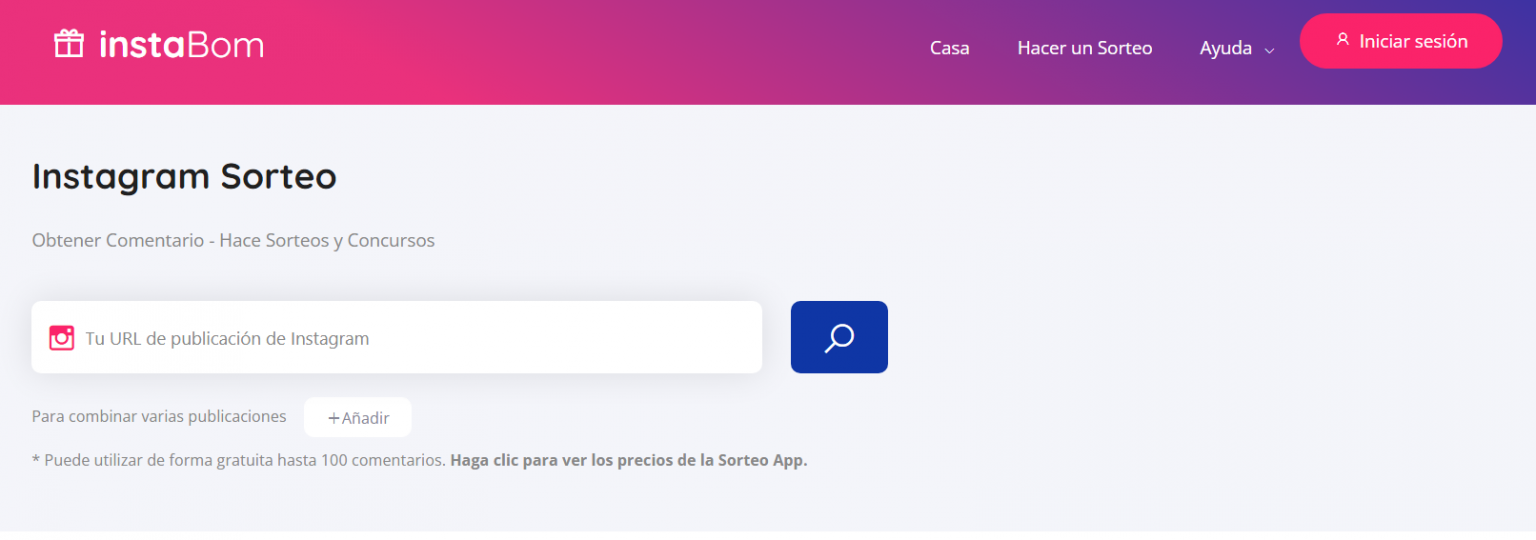 instaBom
Casa Hacer un Sorteo Ayuda Iniciar sesión
Instagram Sorteo
Obtener Comentario - Hace Sorteos y Concursos
Tu URL de publicación de Instagram
Para combinar varias publicaciones +Añadir
* Puede utilizar de forma gratuita hasta 100 comentarios. Haga clic para ver los precios de la Sorteo App.